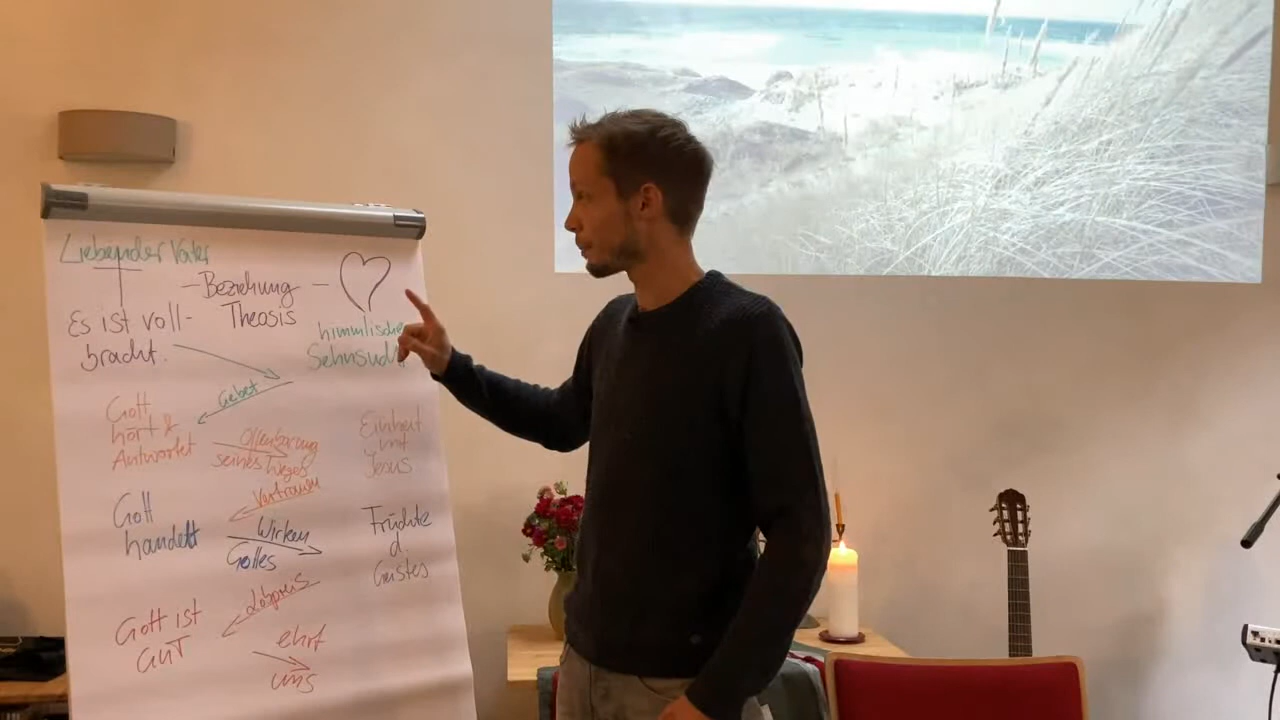 Liebender Vater
- Beziehung -
Theosis
Es ist voll-
bracht.
himmlische
Sehnsucht
Gebet
Gott
hört &
Antwortet
Offenbarung
seines Weges
Einheit
mit
Jesus
Vertrauen
Gott
handelt
Wirken
Gottes
Früchte
d.
Geistes
Lobpreis
Gott ist
GUT
ehrt
uns